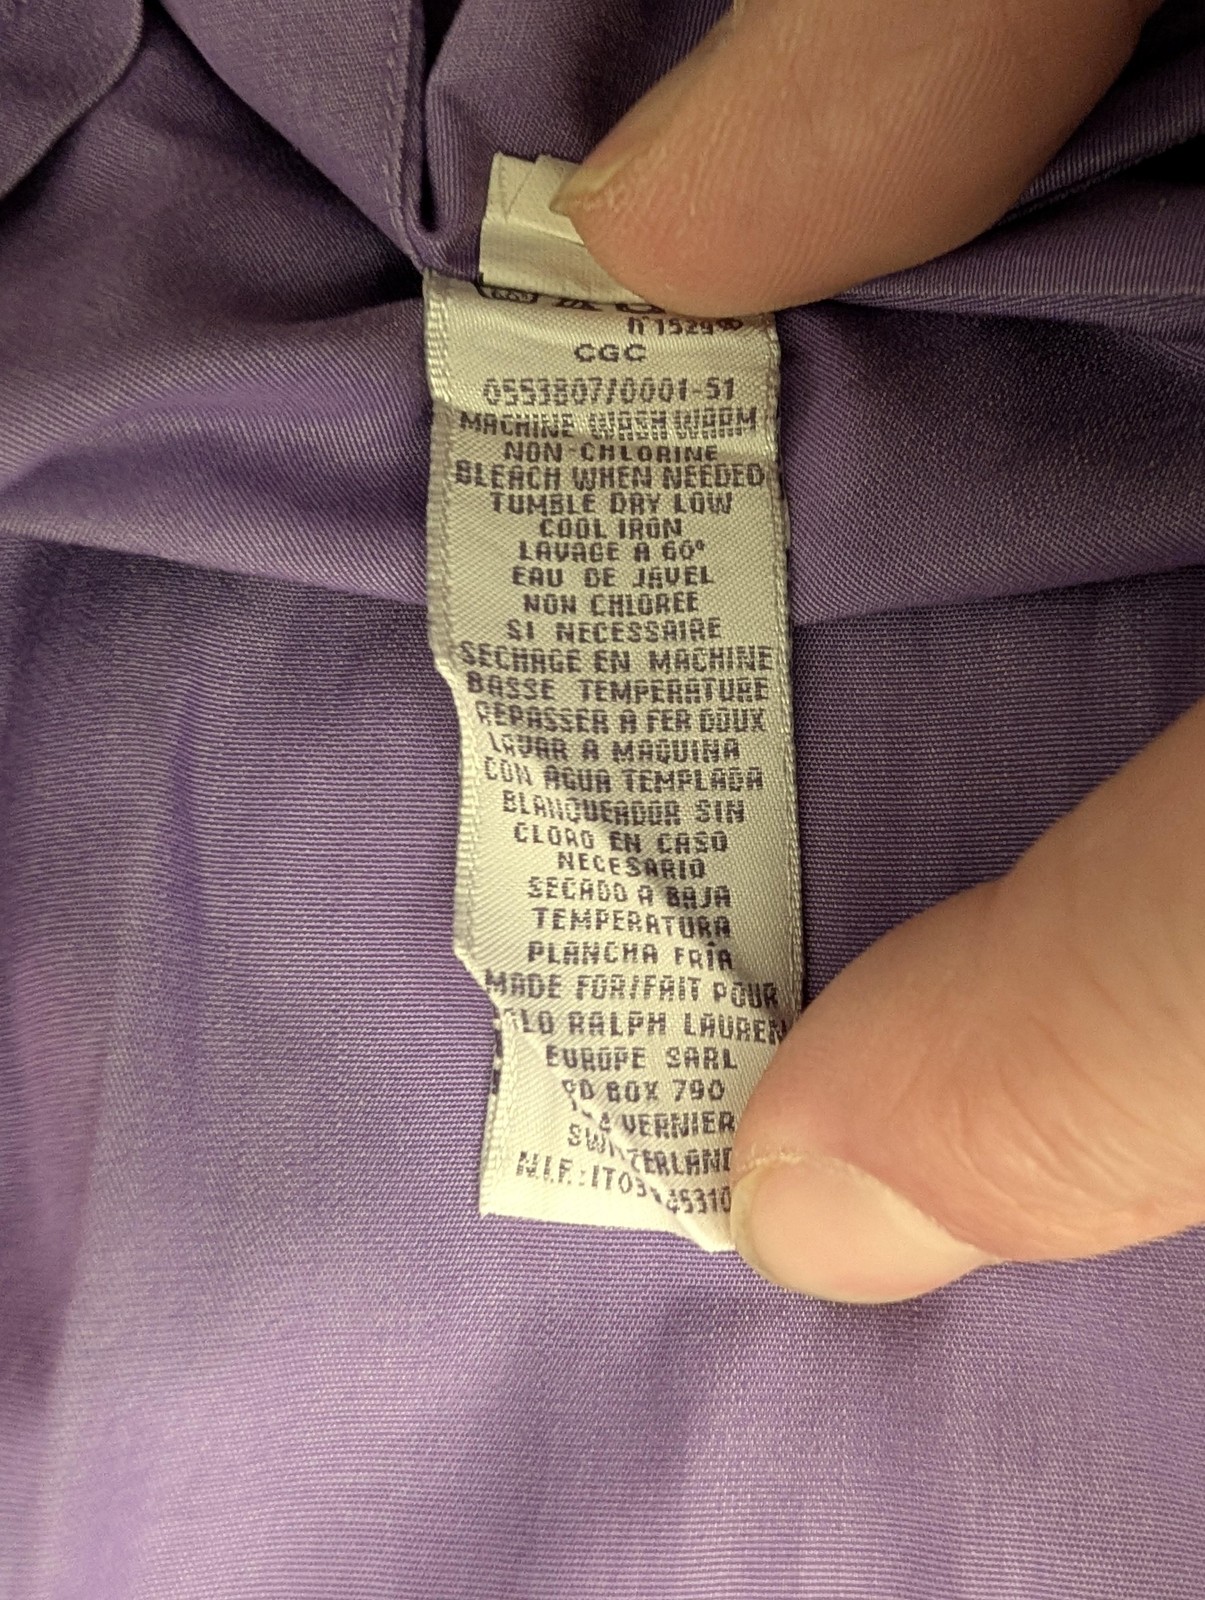 n°1529®
CGC
0553807/0001-51
MACHINE WASH WARM
NON-CHLORINE
BLEACH WHEN NEEDED
TUMBLE DRY LOW
COOL IRON
LAVAGE A 60°
EAU DE JAVEL
NON CHLOREE
SI NECESSAIRE
SECHAGE EN MACHINE
BASSE TEMPERATURE
REPASSER A FER DOUX
LAVAR A MAQUINA
CON AGUA TEMPLADA
BLANQUEADOR SIN
CLORO EN CASO
NECESARIO
SECADO A BAJA
TEMPERATURA
PLANCHA FRÍA
MADE FOR/FAIT POUR
RALPH LAUREN
EUROPE SARL
PO BOX 790
VERNIER
SWITZERLAND
N.I.F.: